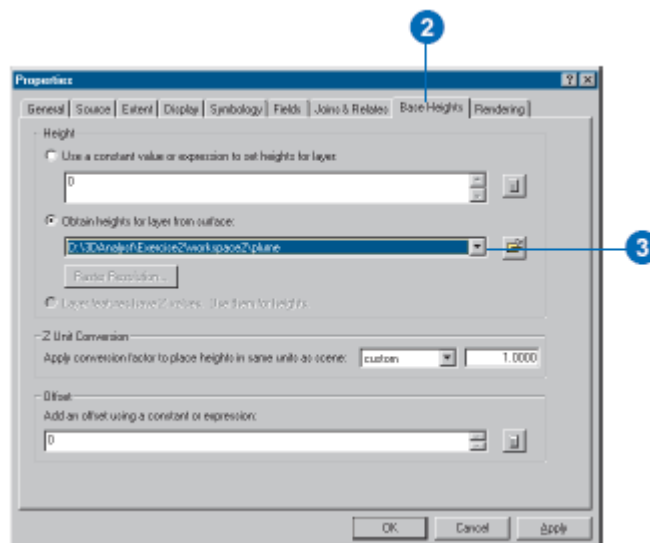 2
Properties
General Source Extent Display Symbology Fields Joins & Relates Base Heights Rendering
Height
Use a constant value or expression to set heights for layer:
0
Obtain heights for layer from surface:
D:\3DAnalyst\Exercise2\workspace2\plume
3
Raster Resolution...
Layer features have Z values. Use them for heights.
Z Unit Conversion
Apply conversion factor to place heights in same units as scene: custom 1.0000
Offset
Add an offset using a constant or expression:
0
OK Cancel Apply